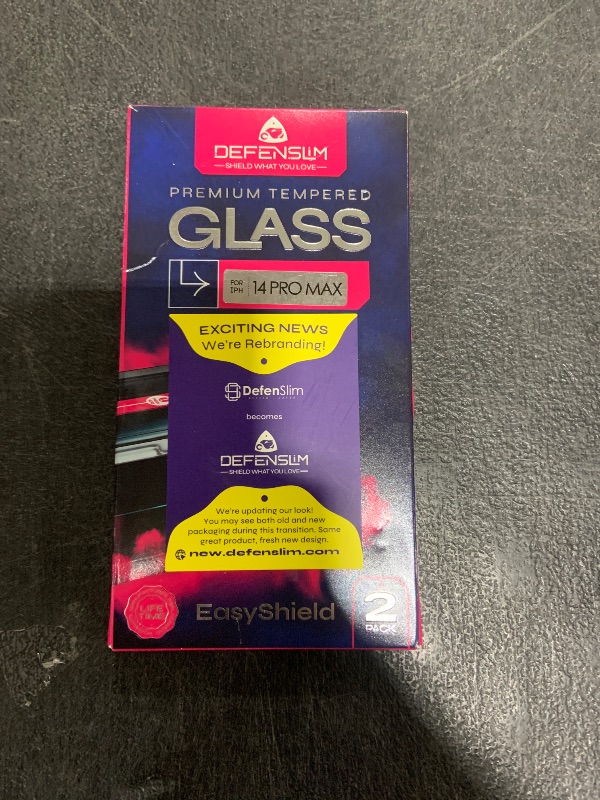 DEFENSLIM
SHIELD WHAT YOU LOVE
PREMIUM TEMPERED
GLASS
FOR
IPH
14 PRO MAX
EXCITING NEWS
We're Rebranding!
DefenSlim
becomes
DEFENSLIM
SHIELD WHAT YOU LOVE
We're updating our look!
You may see both old and new
packaging during this transition. Same
great product, fresh new design.
new.defenslim.com
LIFE
TIME
EasyShield
2
PACK